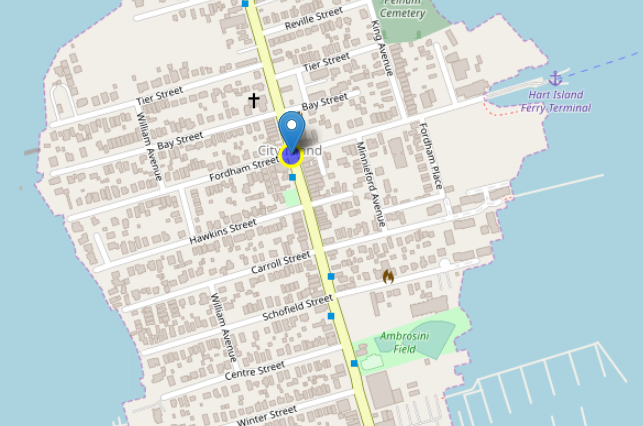 Pelham
Cemetery
Reville Street
King Avenue
Tier Street
Tier Street
Hart Island
Ferry Terminal
Bay Street
Bay Street
William Avenue
City Island
Fordham Street
Minnieford Avenue
Fordham Place
Hawkins Street
Carroll Street
Schofield Street
William Avenue
Ambrosini
Field
Centre Street
Winter Street